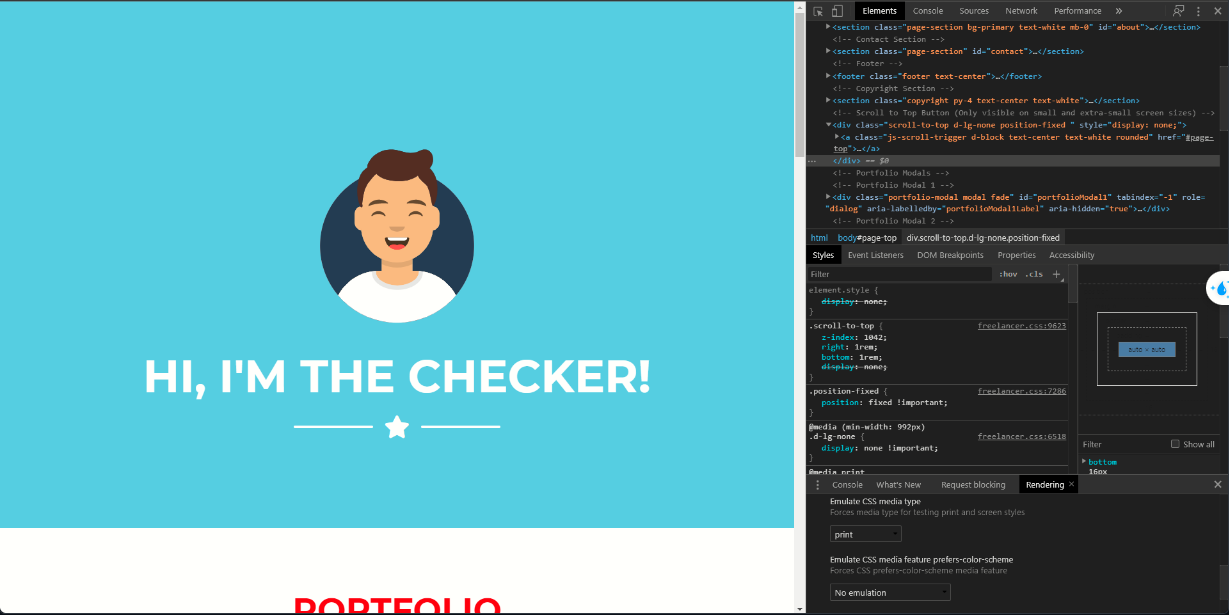 HI, I'M THE CHECKER!
PORTFOLIO
Elements Console Sources Network Performance »
<section class="page-section bg-primary text-white mb-0" id="about">…</section>
<!-- Contact Section -->
<section class="page-section" id="contact">…</section>
<!-- Footer -->
<footer class="footer text-center">…</footer>
<!-- Copyright Section -->
<section class="copyright py-4 text-center text-white">…</section>
<!-- Scroll to Top Button (Only visible on small and extra-small screen sizes) -->
<div class="scroll-to-top d-lg-none position-fixed " style="display: none;">
<a class="js-scroll-trigger d-block text-center text-white rounded" href="#page-
top">…</a>
</div> == $0
<!-- Portfolio Modals -->
<!-- Portfolio Modal 1 -->
<div class="portfolio-modal modal fade" id="portfolioModal1" tabindex="-1" role=
"dialog" aria-labelledby="portfolioModal1Label" aria-hidden="true">…</div>
<!-- Portfolio Modal 2 -->
html body#page-top div.scroll-to-top.d-lg-none.position-fixed
Styles Event Listeners DOM Breakpoints Properties Accessibility
Filter :hov .cls +
element.style {
display: none;
}
.scroll-to-top { freelancer.css:9623
z-index: 1042;
right: 1rem;
bottom: 1rem;
display: none;
}
.position-fixed { freelancer.css:7286
position: fixed !important;
}
@media (min-width: 992px)
.d-lg-none { freelancer.css:6518
display: none !important;
}
@media print
auto × auto
Filter Show all
bottom
16px
Console What's New Request blocking Rendering ×
Emulate CSS media type
Forces media type for testing print and screen styles
print
Emulate CSS media feature prefers-color-scheme
Forces CSS prefers-color-scheme media feature
No emulation